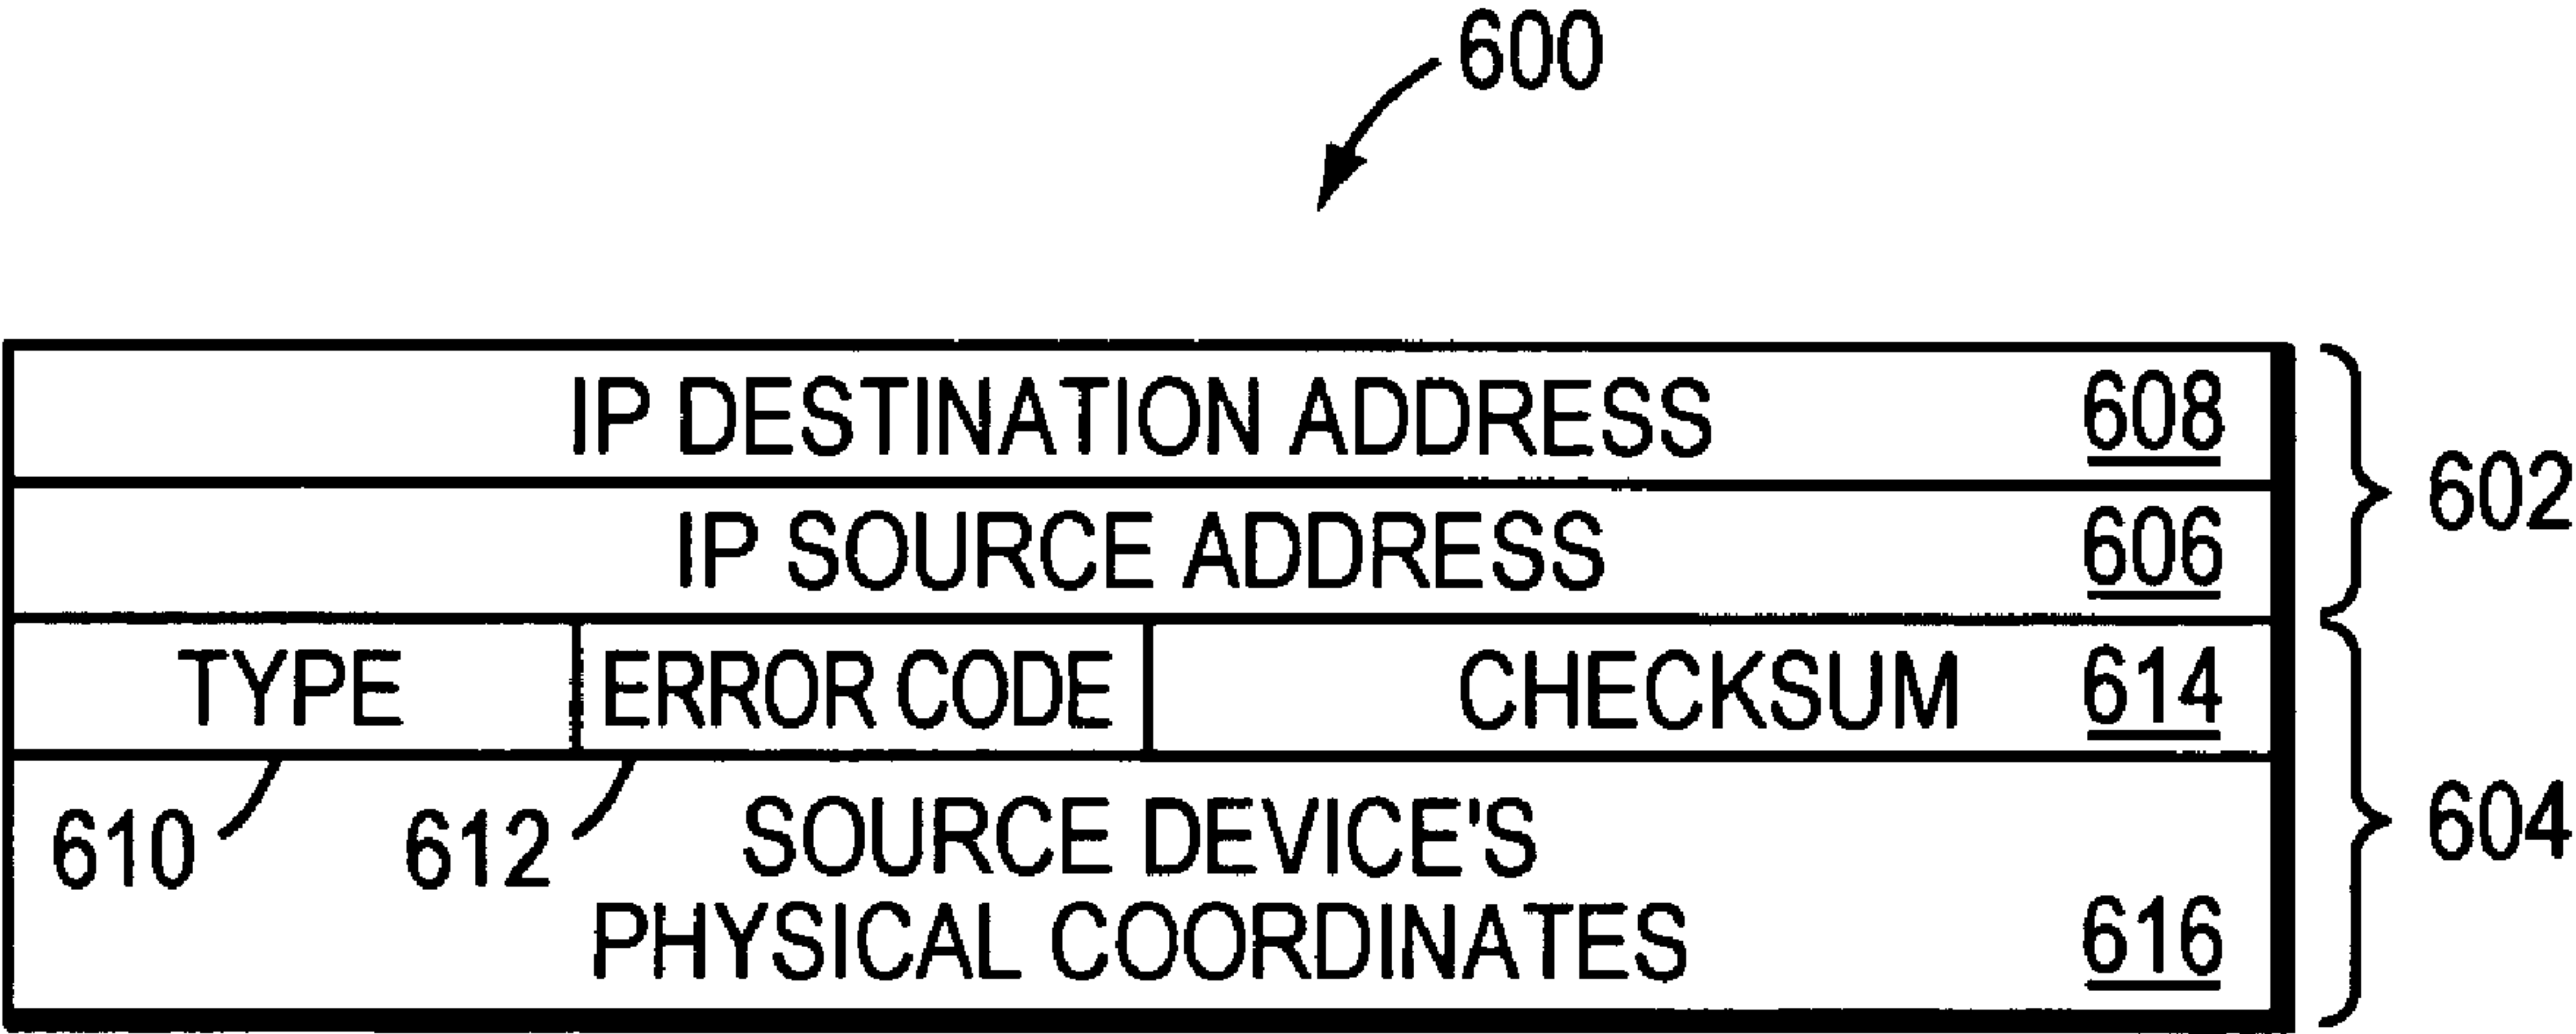 600
IP DESTINATION ADDRESS 608
602
IP SOURCE ADDRESS 606
TYPE ERROR CODE CHECKSUM 614
610 612 SOURCE DEVICE'S
604
PHYSICAL COORDINATES 616